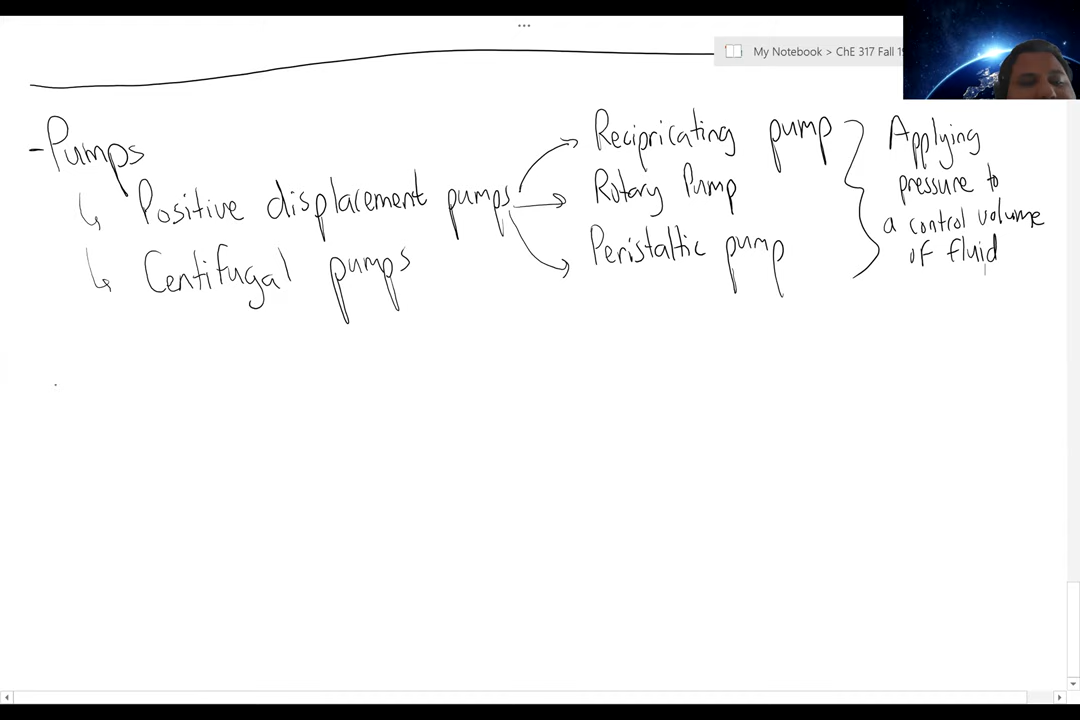 My Notebook > ChE 317 Fall 19
-Pumps
Positive displacement pumps
Centifugal pumps
Recipricating pump
Rotary Pump
Peristaltic pump
Applying
pressure to
a control volume
of fluid